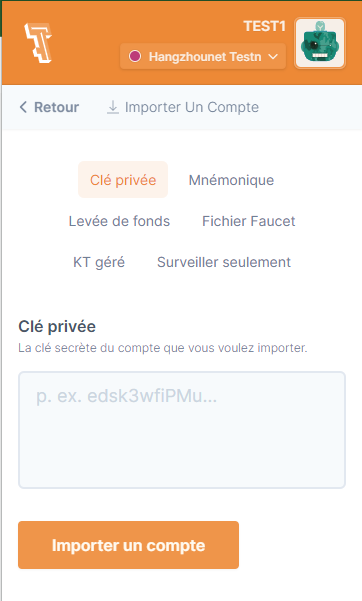 TEST1
Hangzhounet Testn
Retour
Importer Un Compte
Clé privée
Mnémonique
Levée de fonds
Fichier Faucet
KT géré
Surveiller seulement
Clé privée
La clé secrète du compte que vous voulez importer.
p. ex. edsk3wfiPMu...
Importer un compte